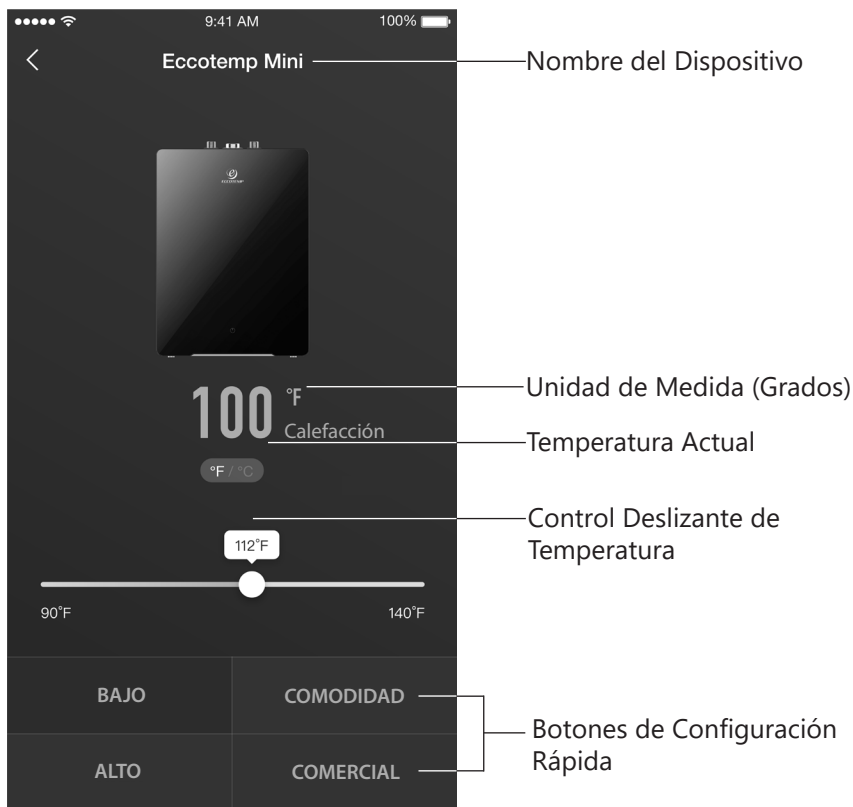 9:41 AM
100%
Eccotemp Mini
Nombre del Dispositivo
e
ECCOTEMP
100
°F
Unidad de Medida (Grados)
Calefacción
Temperatura Actual
°F / °C
Control Deslizante de
Temperatura
112°F
90°F
140°F
BAJO
COMODIDAD
Botones de Configuración
Rápida
ALTO
COMERCIAL